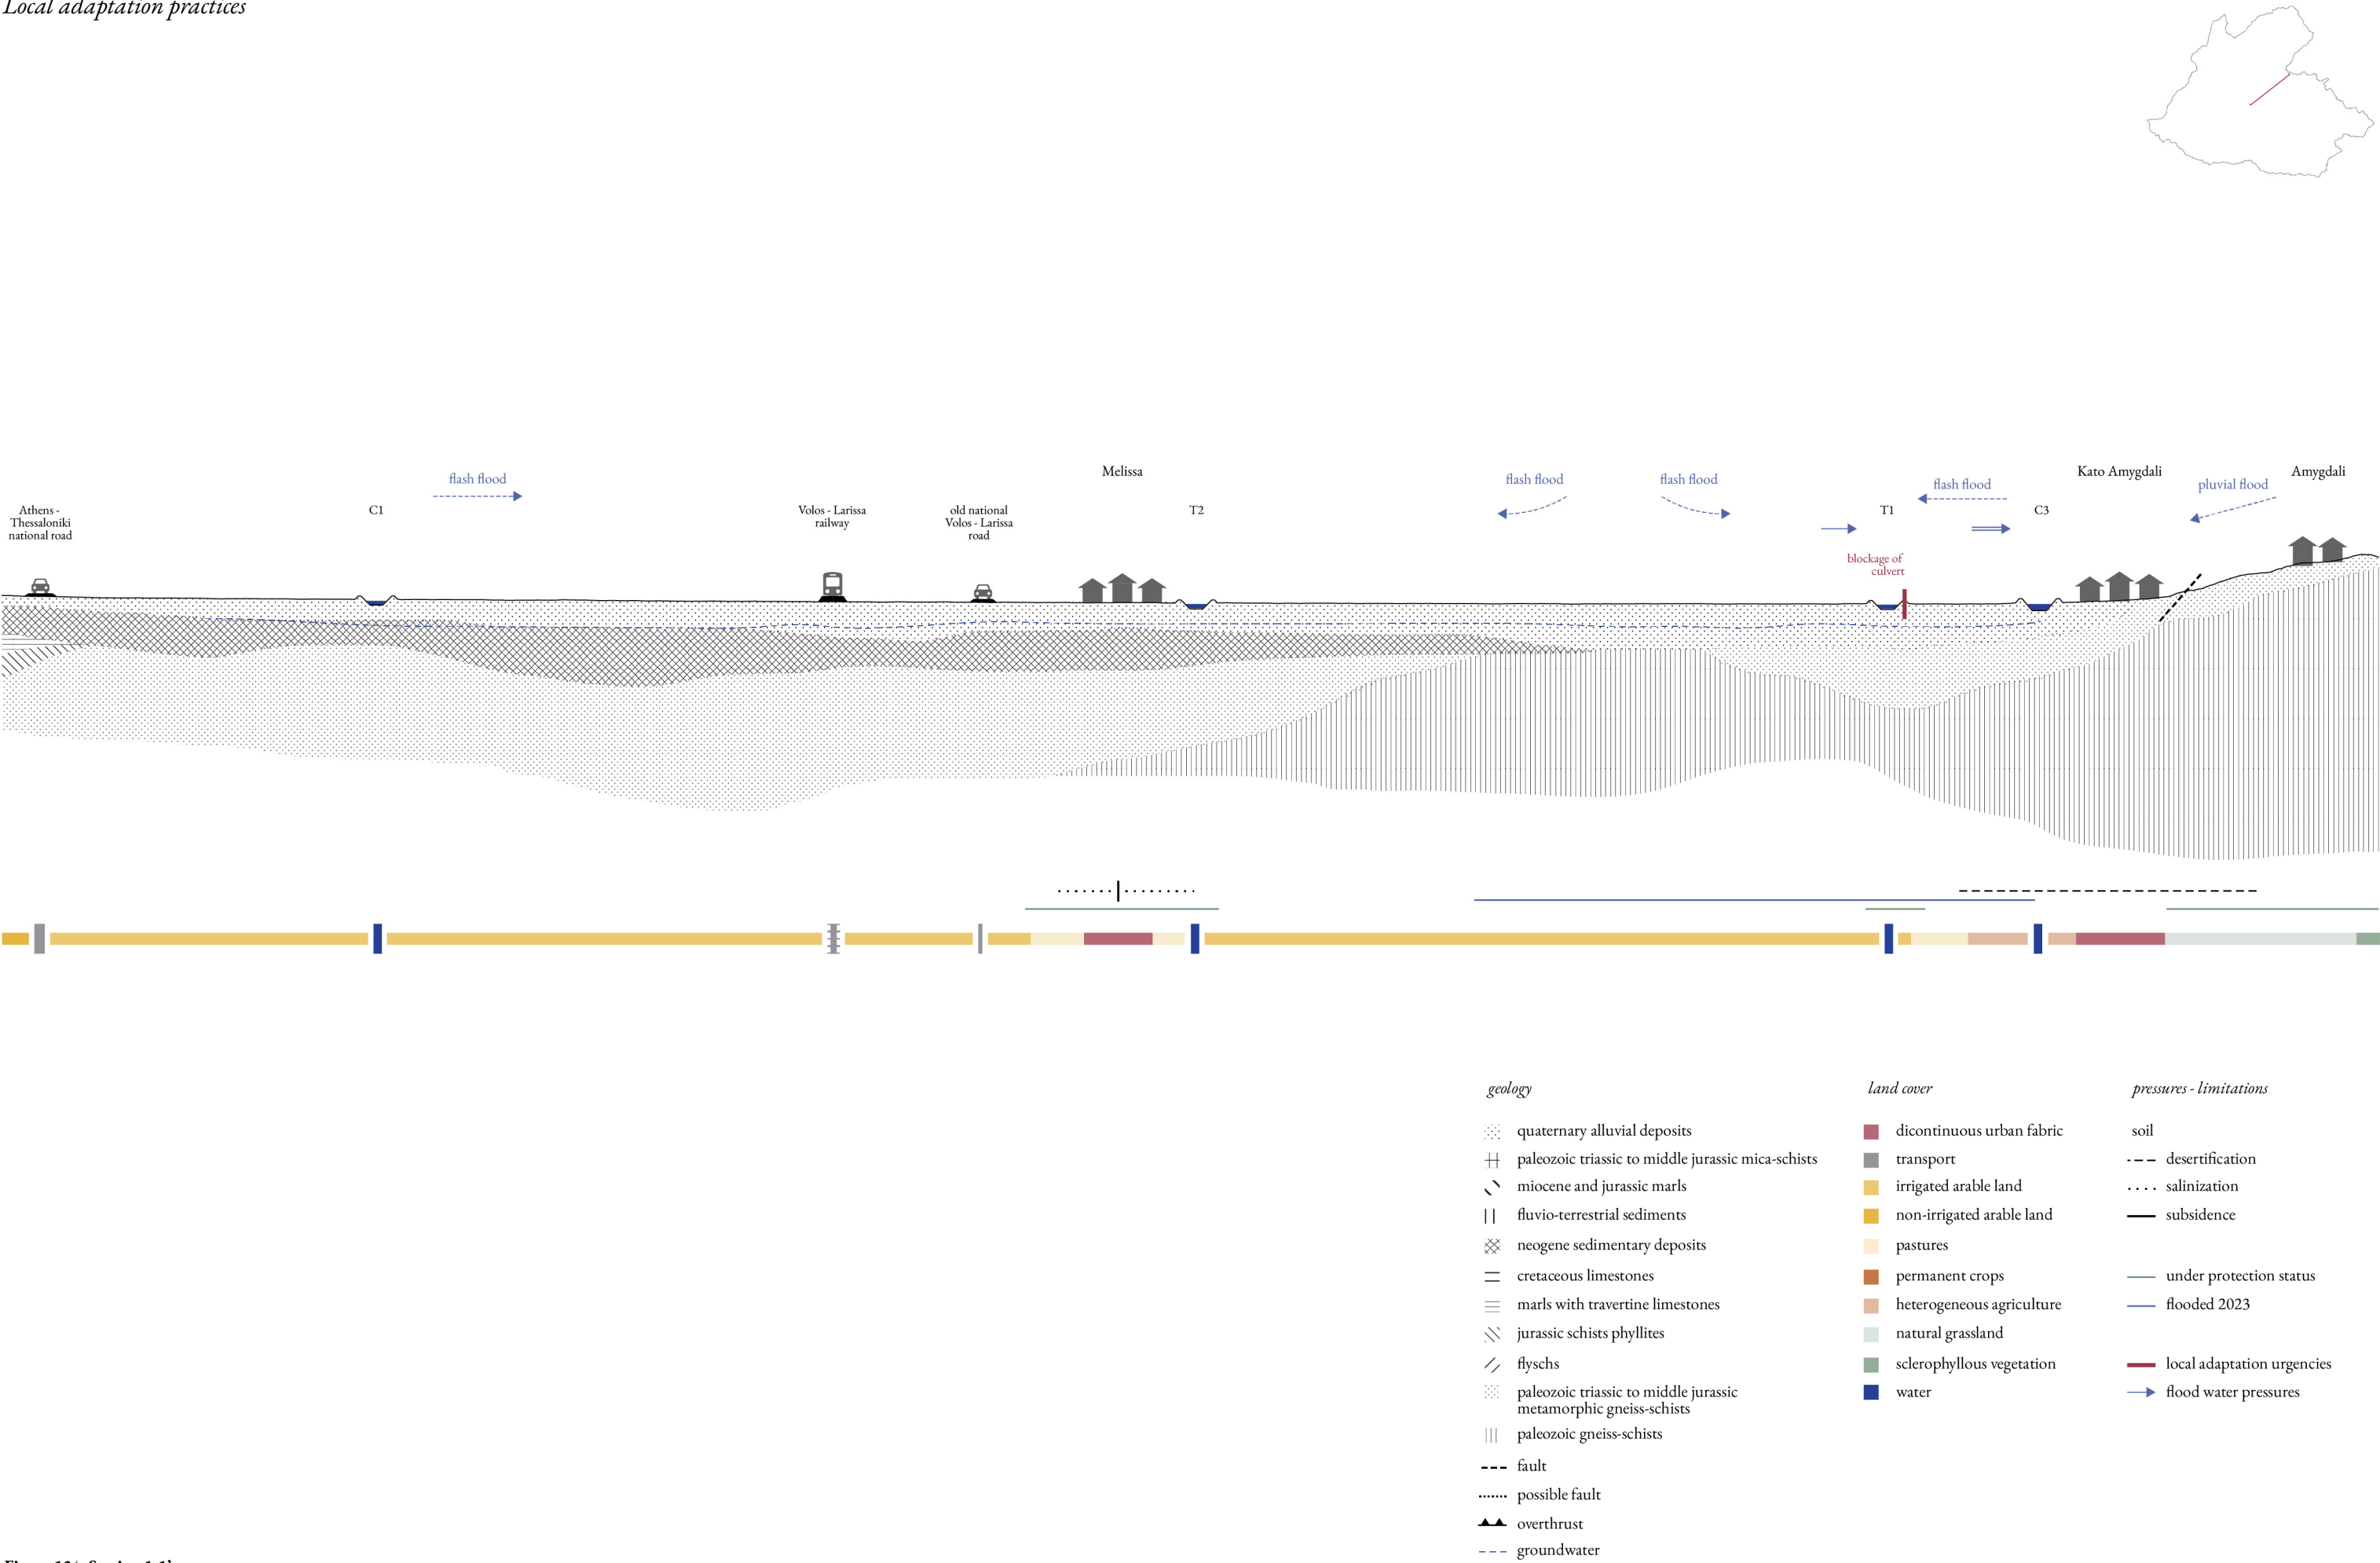 Local adaptation practices
Melissa
Kato Amygdali
Amygdali
flash flood
flash flood
flash flood
flash flood
pluvial flood
Athens -
Thessaloniki
national road
C1
Volos - Larissa
railway
old national
Volos - Larissa
road
T2
T1
C3
blockage of
culvert
geology
quaternary alluvial deposits
paleozoic triassic to middle jurassic mica-schists
miocene and jurassic marls
fluvio-terrestrial sediments
neogene sedimentary deposits
cretaceous limestones
marls with travertine limestones
jurassic schists phyllites
flyschs
paleozoic triassic to middle jurassic
metamorphic gneiss-schists
paleozoic gneiss-schists
fault
possible fault
overthrust
groundwater
land cover
dicontinuous urban fabric
transport
irrigated arable land
non-irrigated arable land
pastures
permanent crops
heterogeneous agriculture
natural grassland
sclerophyllous vegetation
water
pressures - limitations
soil
desertification
salinization
subsidence
under protection status
flooded 2023
local adaptation urgencies
flood water pressures